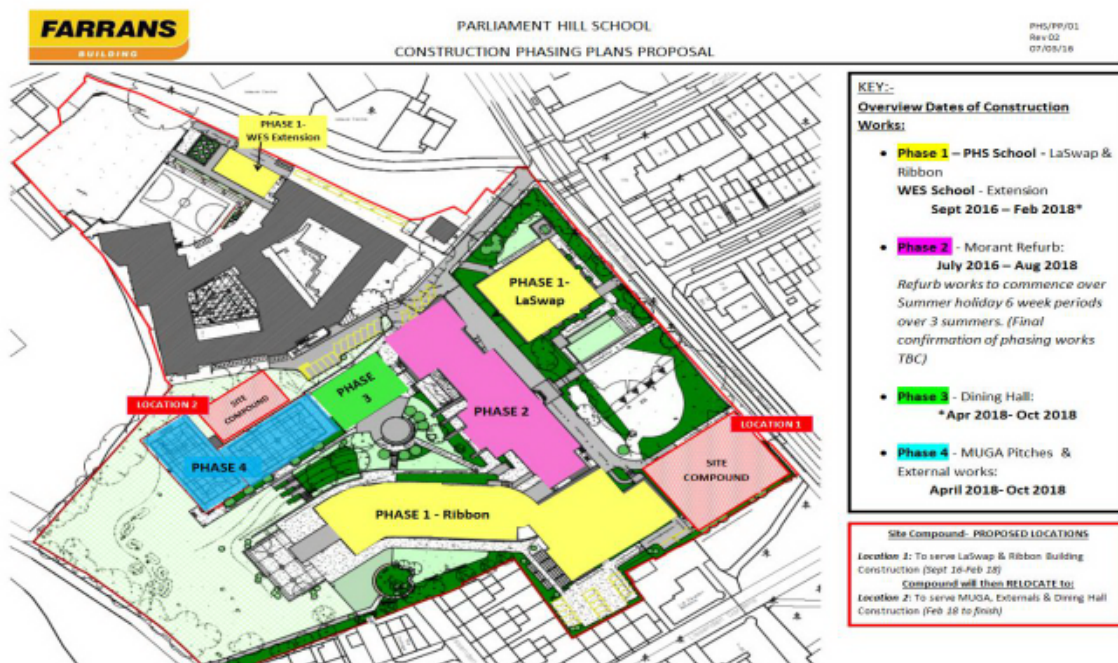 FARRANS
BUILDING
PARLIAMENT HILL SCHOOL
CONSTRUCTION PHASING PLANS PROPOSAL
PHS/PP/01
Rev 02
07/03/16
PHASE 1-
WES Extension
PHASE 1-
LaSwap
PHASE
3
PHASE 2
LOCATION 2
SITE
COMPOUND
PHASE 4
LOCATION 1
SITE
COMPOUND
PHASE 1 - Ribbon
KEY:-
Overview Dates of Construction
Works:
• Phase 1 – PHS School - LaSwap &
Ribbon
WES School - Extension
Sept 2016 – Feb 2018*
• Phase 2 - Morant Refurb:
July 2016 – Aug 2018
Refurb works to commence over
Summer holiday 6 week periods
over 3 summers. (Final
confirmation of phasing works
TBC)
• Phase 3 - Dining Hall:
*Apr 2018- Oct 2018
• Phase 4 - MUGA Pitches &
External works:
April 2018- Oct 2018
Site Compound- PROPOSED LOCATIONS
Location 1: To serve LaSwap & Ribbon Building
Construction (Sept 16-Feb 18)
Compound will then RELOCATE to:
Location 2: To serve MUGA, Externals & Dining Hall
Construction (Feb 18 to finish)